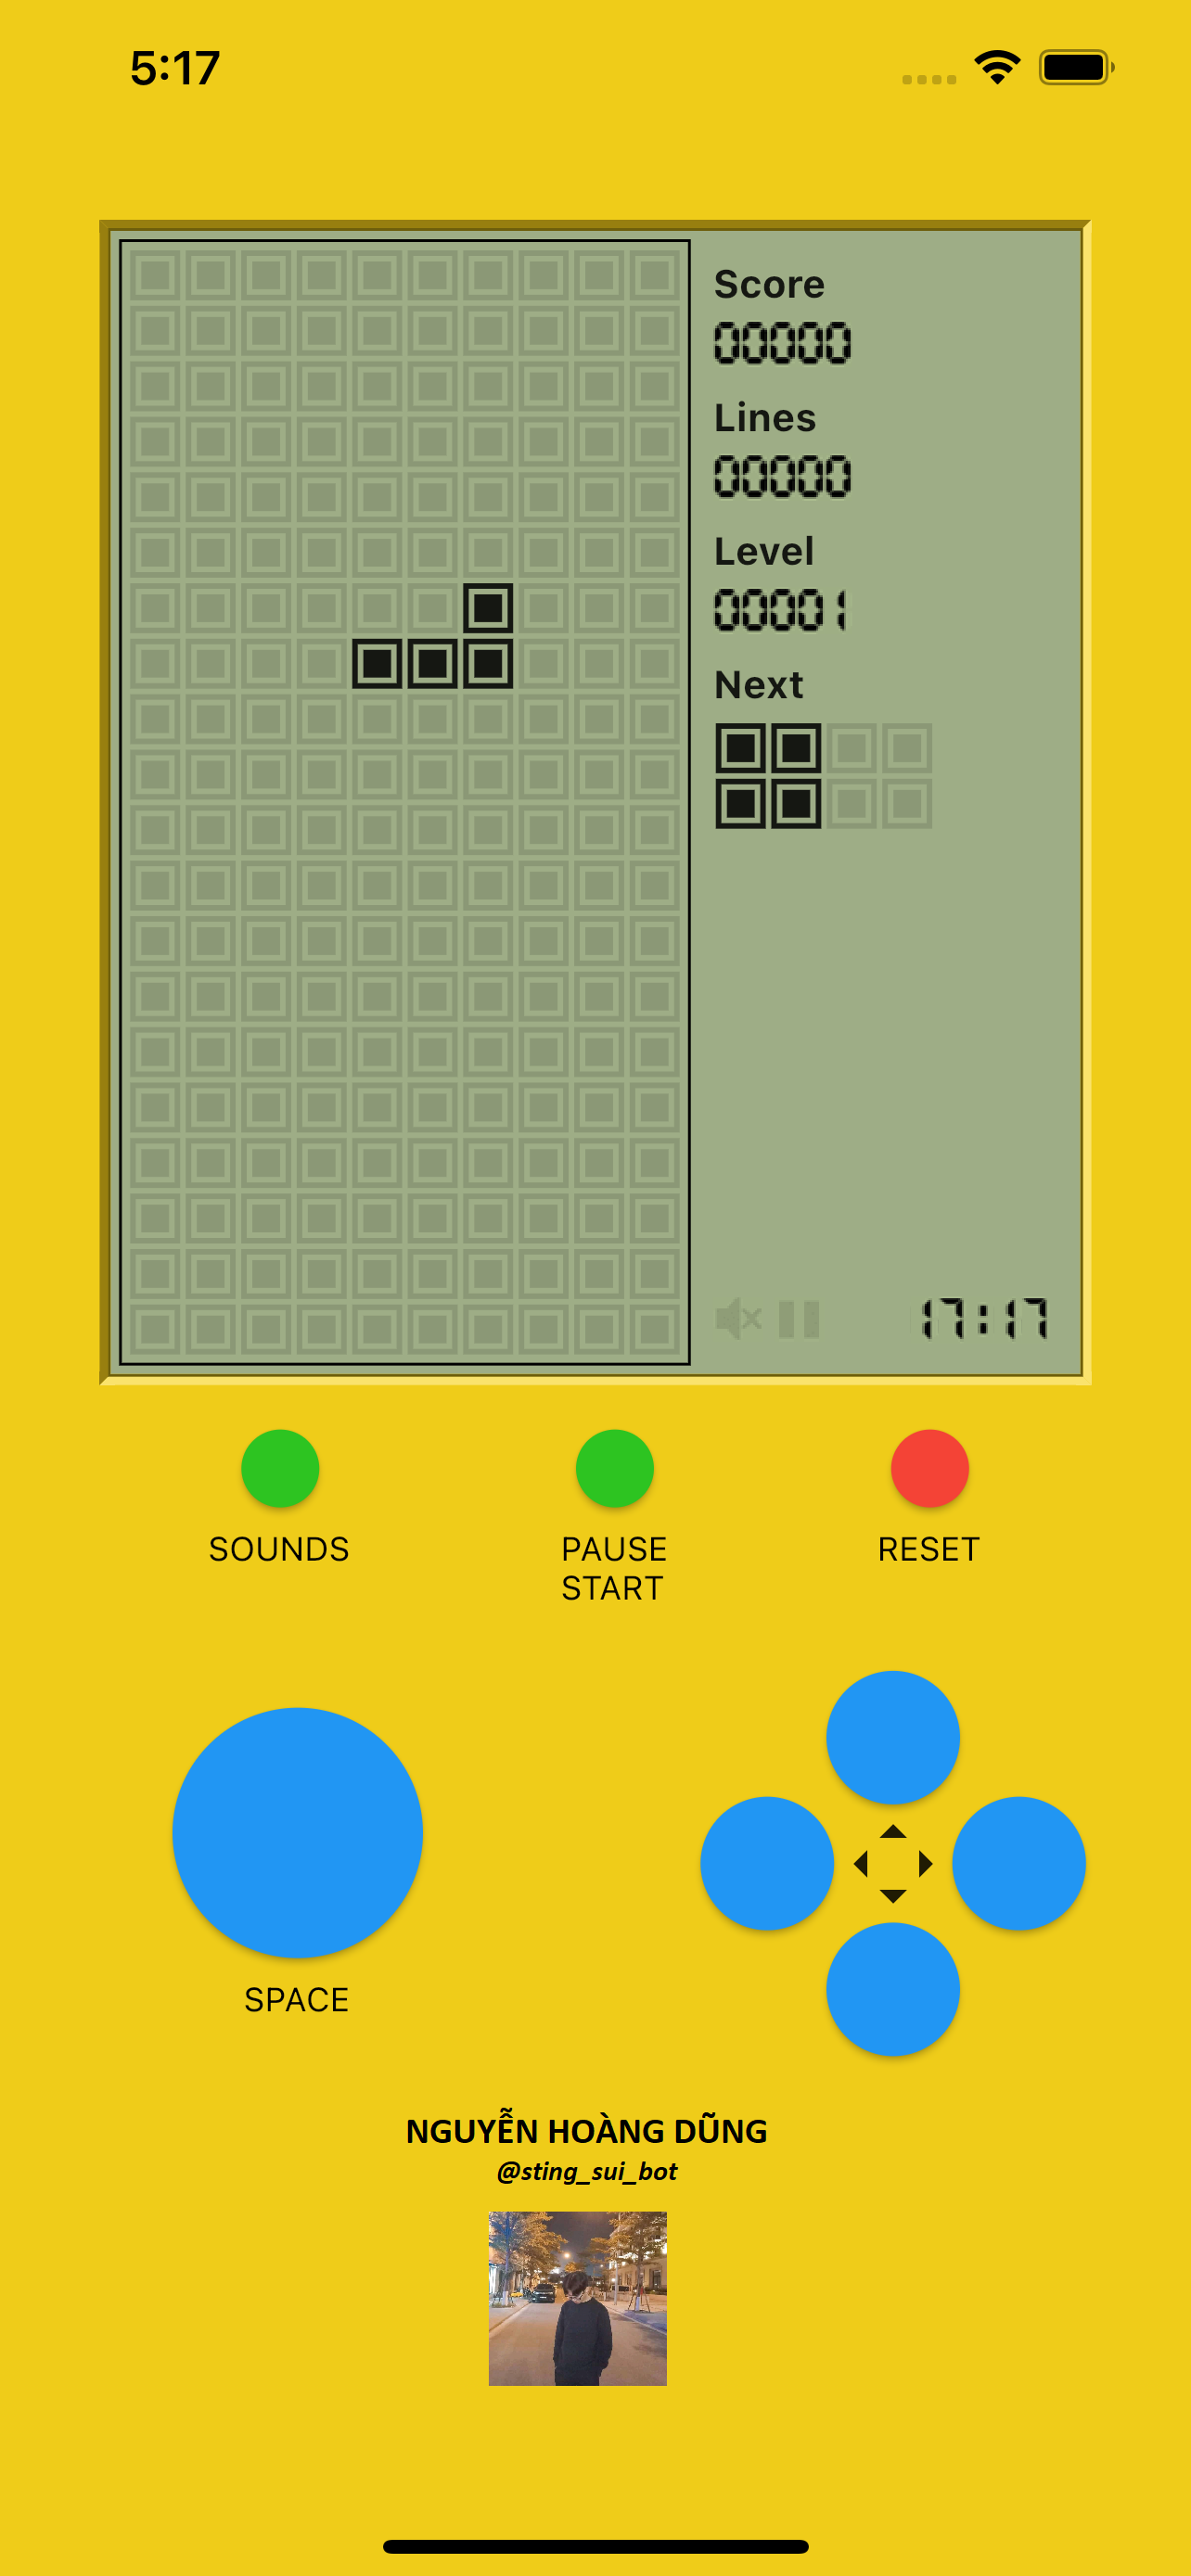 5:17
Score
00000
Lines
00000
Level
00001
Next
17:17
SOUNDS
PAUSE
START
RESET
SPACE
NGUYỄN HOÀNG DŨNG
@sting_sui_bot